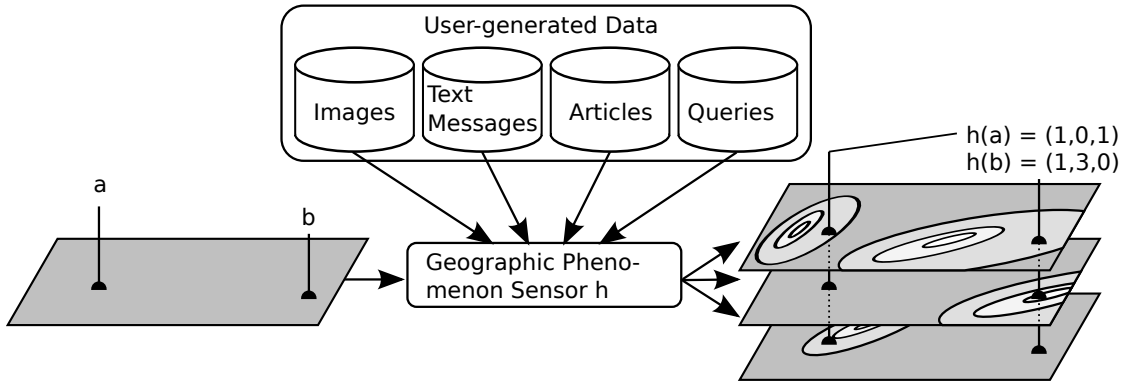 User-generated Data
Images
Text
Messages
Articles
Queries
h(a) = (1,0,1)
h(b) = (1,3,0)
a
b
Geographic Pheno-
menon Sensor h